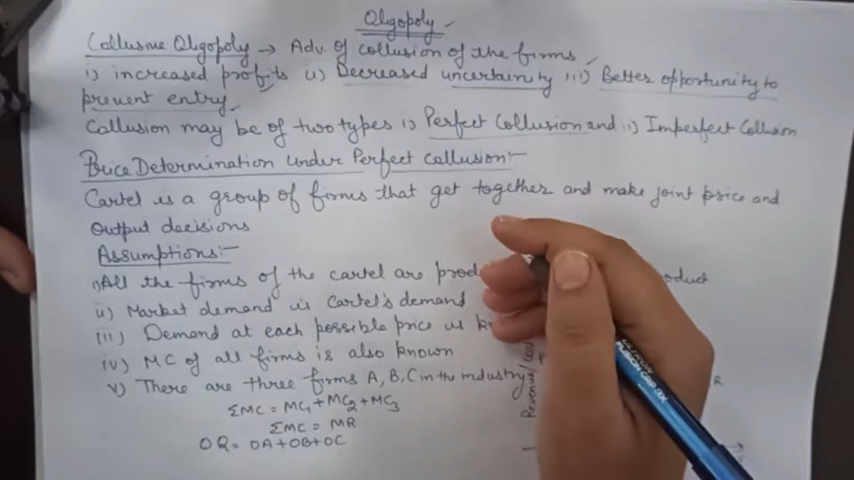 Oligopoly
Collusive Oligopoly → Adv. of collusion of the firms
i) increased profits ii) Decreased uncertainity iii) Better opportunity to
prevent entry
Collusion may be of two types i) Perfect Collusion and ii) Imperfect Collusion
Price Determination under Perfect collusion:-
Cartel is a group of firms that get together and make joint price and
output decisions
Assumptions:-
i) All the firms of the cartel are
ii) Market demand is Cartel's demand
iii) Demand at each possible price is
iv) MC of all firms is also known
v) There are three firms A, B, C in the industry
ΣMC = MC1 + MC2 + MC3
ΣMC = MR
OQ = OA + OB + OC
Revenue/